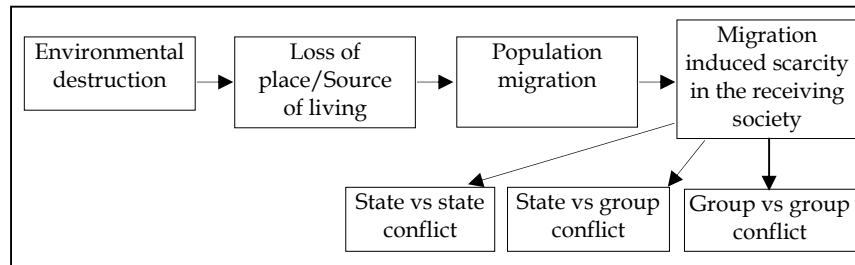 Environmental
destruction
Loss of
place/Source
of living
Population
migration
Migration
induced scarcity
in the receiving
society
State vs state
conflict
State vs group
conflict
Group vs group
conflict